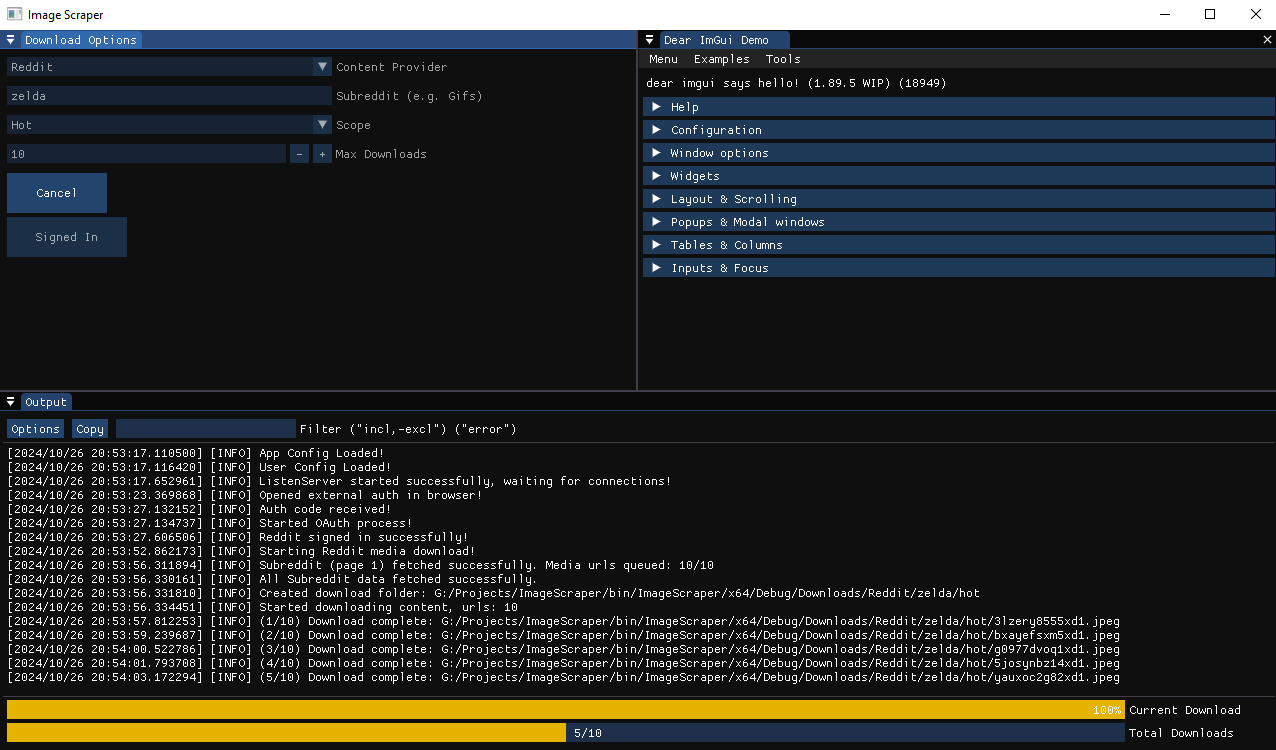 Image Scraper
Download Options
Reddit Content Provider
zelda Subreddit (e.g. Gifs)
Hot Scope
10 - + Max Downloads
Cancel
Signed In
Dear ImGui Demo
Menu Examples Tools
dear imgui says hello! (1.89.5 WIP) (18949)
Help
Configuration
Window options
Widgets
Layout & Scrolling
Popups & Modal windows
Tables & Columns
Inputs & Focus
Output
Options Copy Filter ("incl,-excl") ("error")
[2024/10/26 20:53:17.110500] [INFO] App Config Loaded!
[2024/10/26 20:53:17.116420] [INFO] User Config Loaded!
[2024/10/26 20:53:17.652961] [INFO] ListenServer started successfully, waiting for connections!
[2024/10/26 20:53:23.369868] [INFO] Opened external auth in browser!
[2024/10/26 20:53:27.132152] [INFO] Auth code received!
[2024/10/26 20:53:27.134737] [INFO] Started OAuth process!
[2024/10/26 20:53:27.606506] [INFO] Reddit signed in successfully!
[2024/10/26 20:53:52.862173] [INFO] Starting Reddit media download!
[2024/10/26 20:53:56.311894] [INFO] Subreddit (page 1) fetched successfully. Media urls queued: 10/10
[2024/10/26 20:53:56.330161] [INFO] All Subreddit data fetched successfully.
[2024/10/26 20:53:56.331810] [INFO] Created download folder: G:/Projects/ImageScraper/bin/ImageScraper/x64/Debug/Downloads/Reddit/zelda/hot
[2024/10/26 20:53:56.334451] [INFO] Started downloading content, urls: 10
[2024/10/26 20:53:57.812253] [INFO] (1/10) Download complete: G:/Projects/ImageScraper/bin/ImageScraper/x64/Debug/Downloads/Reddit/zelda/hot/3lzery8555xd1.jpeg
[2024/10/26 20:53:59.239687] [INFO] (2/10) Download complete: G:/Projects/ImageScraper/bin/ImageScraper/x64/Debug/Downloads/Reddit/zelda/hot/bxayefsxm5xd1.jpeg
[2024/10/26 20:54:00.522786] [INFO] (3/10) Download complete: G:/Projects/ImageScraper/bin/ImageScraper/x64/Debug/Downloads/Reddit/zelda/hot/g0977dvoq1xd1.jpeg
[2024/10/26 20:54:01.793708] [INFO] (4/10) Download complete: G:/Projects/ImageScraper/bin/ImageScraper/x64/Debug/Downloads/Reddit/zelda/hot/5josynbz14xd1.jpeg
[2024/10/26 20:54:03.172294] [INFO] (5/10) Download complete: G:/Projects/ImageScraper/bin/ImageScraper/x64/Debug/Downloads/Reddit/zelda/hot/yauxoc2g82xd1.jpeg
100% Current Download
5/10 Total Downloads